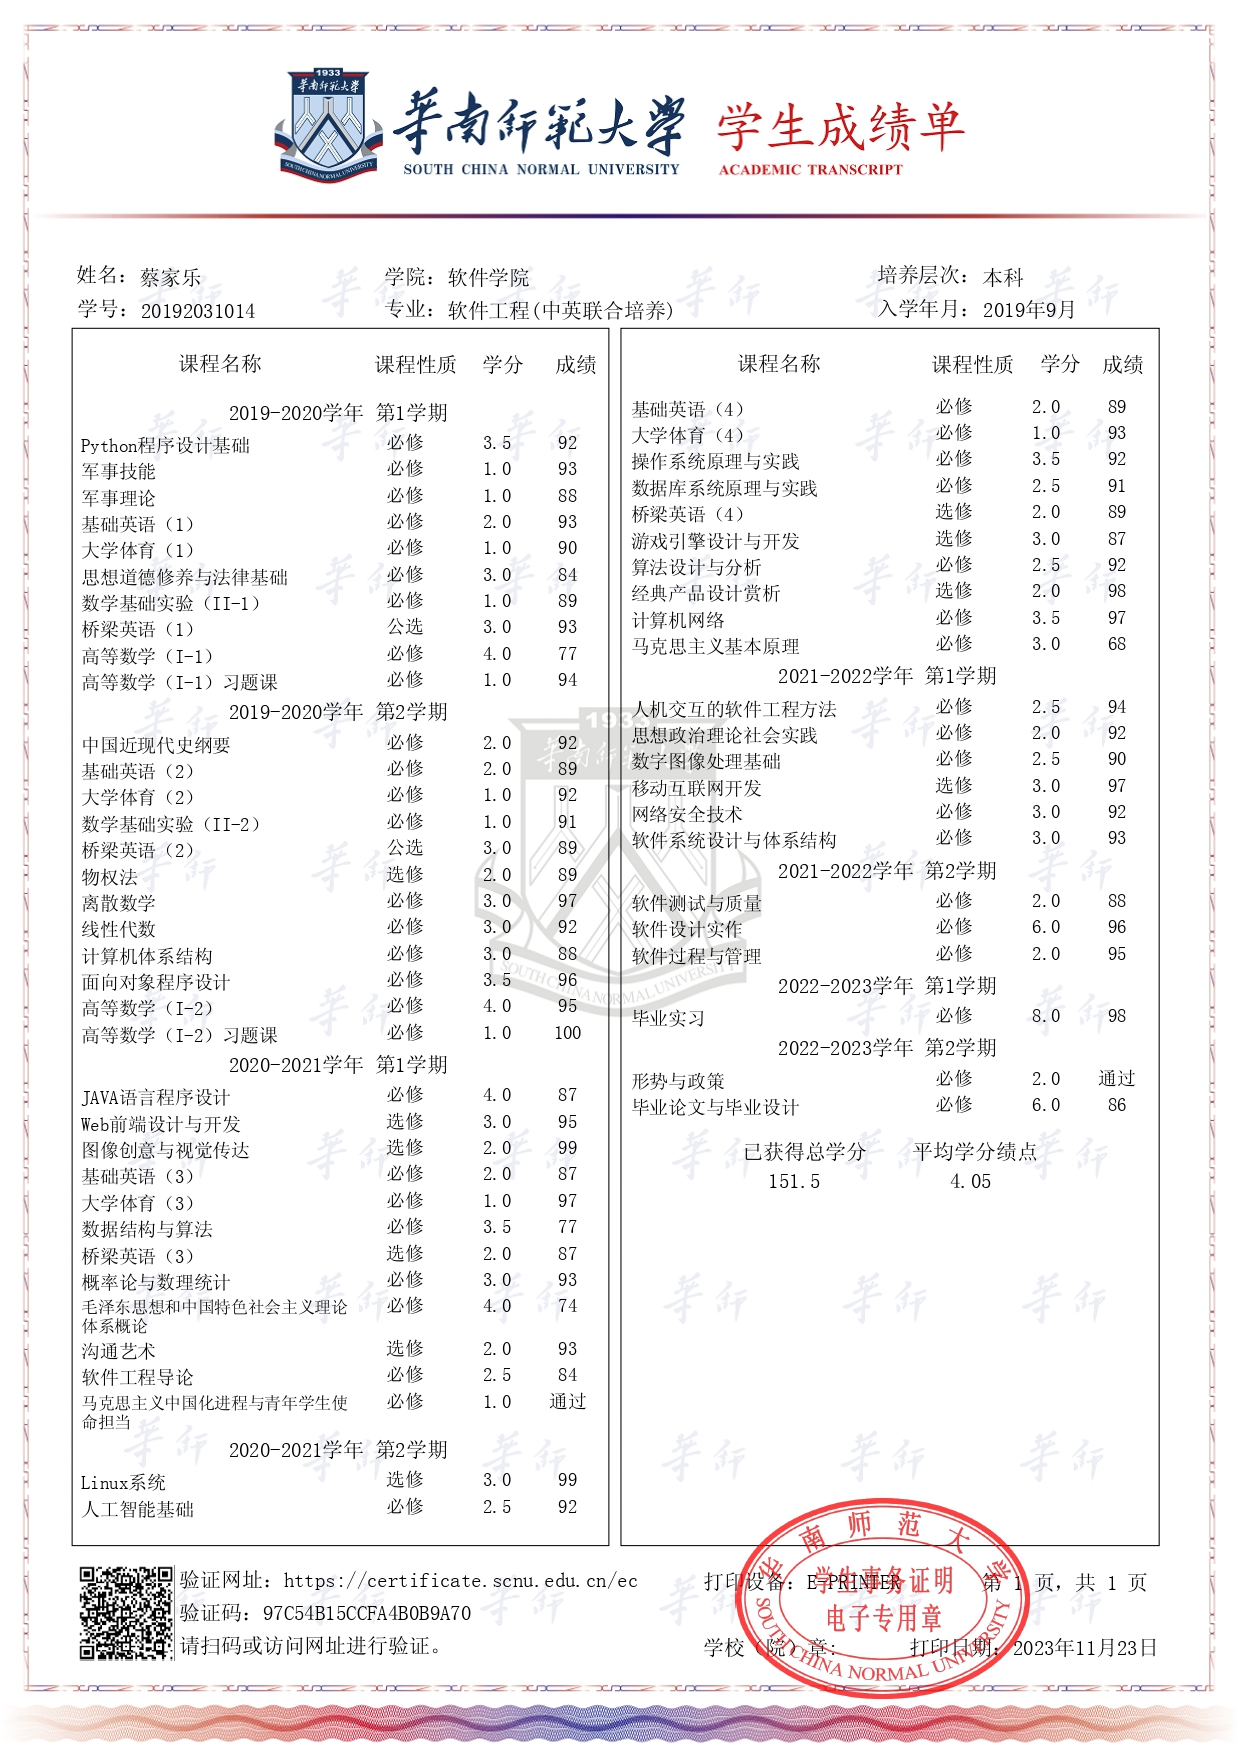 1933
華南師範大學
SOUTH CHINA NORMAL UNIVERSITY
華南師範大學 学生成绩单
SOUTH CHINA NORMAL UNIVERSITY ACADEMIC TRANSCRIPT
姓名：蔡家乐 学院：软件学院 培养层次：本科
学号：20192031014 专业：软件工程(中英联合培养) 入学年月：2019年9月
课程名称 课程性质 学分 成绩
2019-2020学年 第1学期
Python程序设计基础 必修 3.5 92
军事技能 必修 1.0 93
军事理论 必修 1.0 88
基础英语（1） 必修 2.0 93
大学体育（1） 必修 1.0 90
思想道德修养与法律基础 必修 3.0 84
数学基础实验（II-1） 必修 1.0 89
桥梁英语（1） 公选 3.0 93
高等数学（I-1） 必修 4.0 77
高等数学（I-1）习题课 必修 1.0 94
2019-2020学年 第2学期
中国近现代史纲要 必修 2.0 92
基础英语（2） 必修 2.0 89
大学体育（2） 必修 1.0 92
数学基础实验（II-2） 必修 1.0 91
桥梁英语（2） 公选 3.0 89
物权法 选修 2.0 89
离散数学 必修 3.0 97
线性代数 必修 3.0 92
计算机体系结构 必修 3.0 88
面向对象程序设计 必修 3.5 96
高等数学（I-2） 必修 4.0 95
高等数学（I-2）习题课 必修 1.0 100
2020-2021学年 第1学期
JAVA语言程序设计 必修 4.0 87
Web前端设计与开发 选修 3.0 95
图像创意与视觉传达 选修 2.0 99
基础英语（3） 必修 2.0 87
大学体育（3） 必修 1.0 97
数据结构与算法 必修 3.5 77
桥梁英语（3） 选修 2.0 87
概率论与数理统计 必修 3.0 93
毛泽东思想和中国特色社会主义理论 必修 4.0 74
体系概论
沟通艺术 选修 2.0 93
软件工程导论 必修 2.5 84
马克思主义中国化进程与青年学生使 必修 1.0 通过
命担当
2020-2021学年 第2学期
Linux系统 选修 3.0 99
人工智能基础 必修 2.5 92
课程名称 课程性质 学分 成绩
基础英语（4） 必修 2.0 89
大学体育（4） 必修 1.0 93
操作系统原理与实践 必修 3.5 92
数据库系统原理与实践 必修 2.5 91
桥梁英语（4） 选修 2.0 89
游戏引擎设计与开发 选修 3.0 87
算法设计与分析 必修 2.5 92
经典产品设计赏析 选修 2.0 98
计算机网络 必修 3.5 97
马克思主义基本原理 必修 3.0 68
2021-2022学年 第1学期
人机交互的软件工程方法 必修 2.5 94
思想政治理论社会实践 必修 2.0 92
数字图像处理基础 必修 2.5 90
移动互联网开发 选修 3.0 97
网络安全技术 必修 3.0 92
软件系统设计与体系结构 必修 3.0 93
2021-2022学年 第2学期
软件测试与质量 必修 2.0 88
软件设计实作 必修 6.0 96
软件过程与管理 必修 2.0 95
2022-2023学年 第1学期
毕业实习 必修 8.0 98
2022-2023学年 第2学期
形势与政策 必修 2.0 通过
毕业论文与毕业设计 必修 6.0 86
已获得总学分 平均学分绩点
151.5 4.05
验证网址：https://certificate.scnu.edu.cn/ec
验证码：97C54B15CCFA4B0B9A70
请扫码或访问网址进行验证。
打印设备：E-PRINTER 第 1 页，共 1 页
学校（院）章： 打印日期：2023年11月23日
华南师范大学
学生事务证明
电子专用章
SOUTH CHINA NORMAL UNIVERSITY